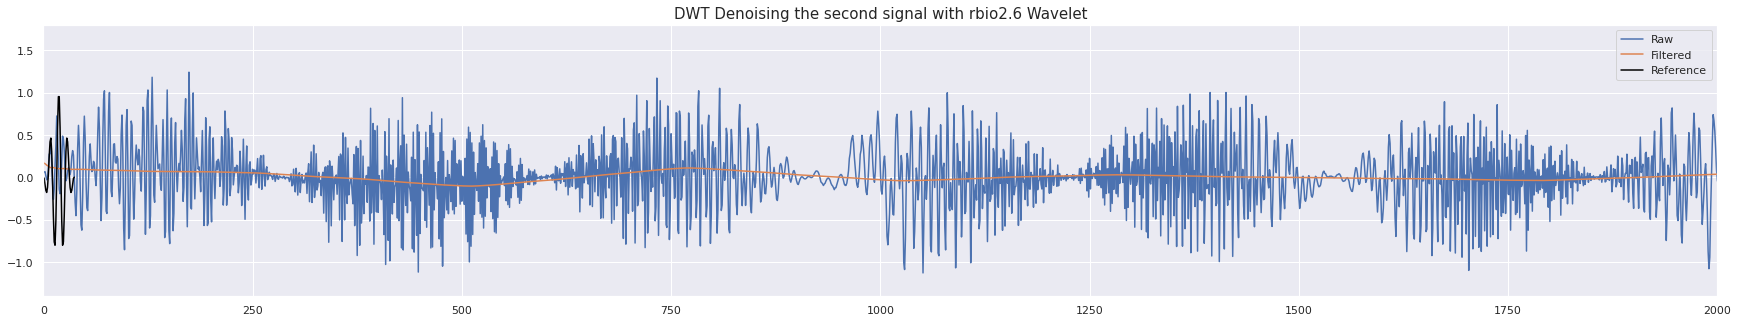 DWT Denoising the second signal with rbio2.6 Wavelet
Raw
Filtered
Reference
1.5
1.0
0.5
0.0
−0.5
−1.0
0 250 500 750 1000 1250 1500 1750 2000